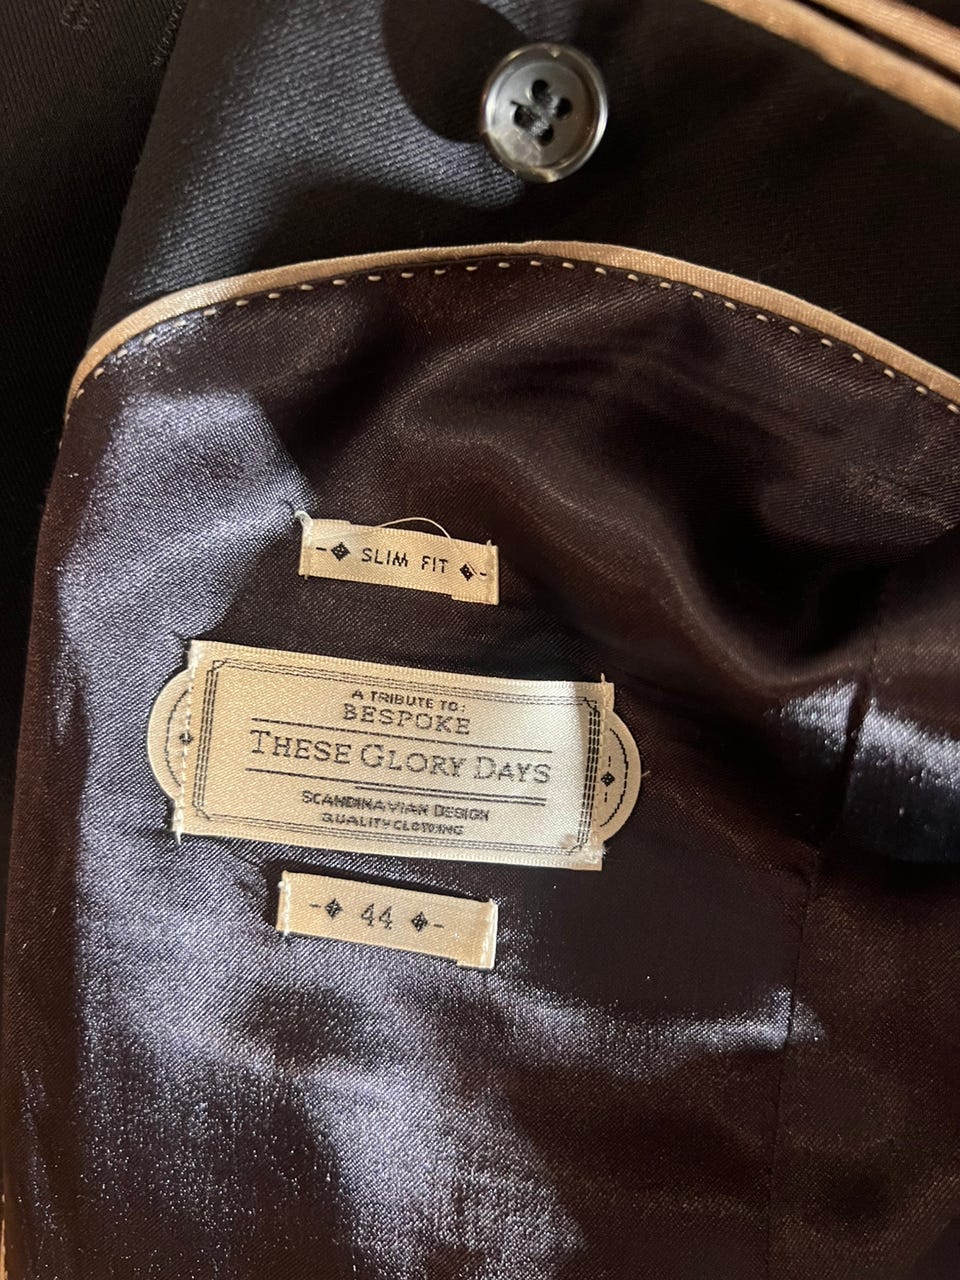 SLIM FIT
A TRIBUTE TO:
BESPOKE
THESE GLORY DAYS
SCANDINAVIAN DESIGN
QUALITY CLOTHING
44